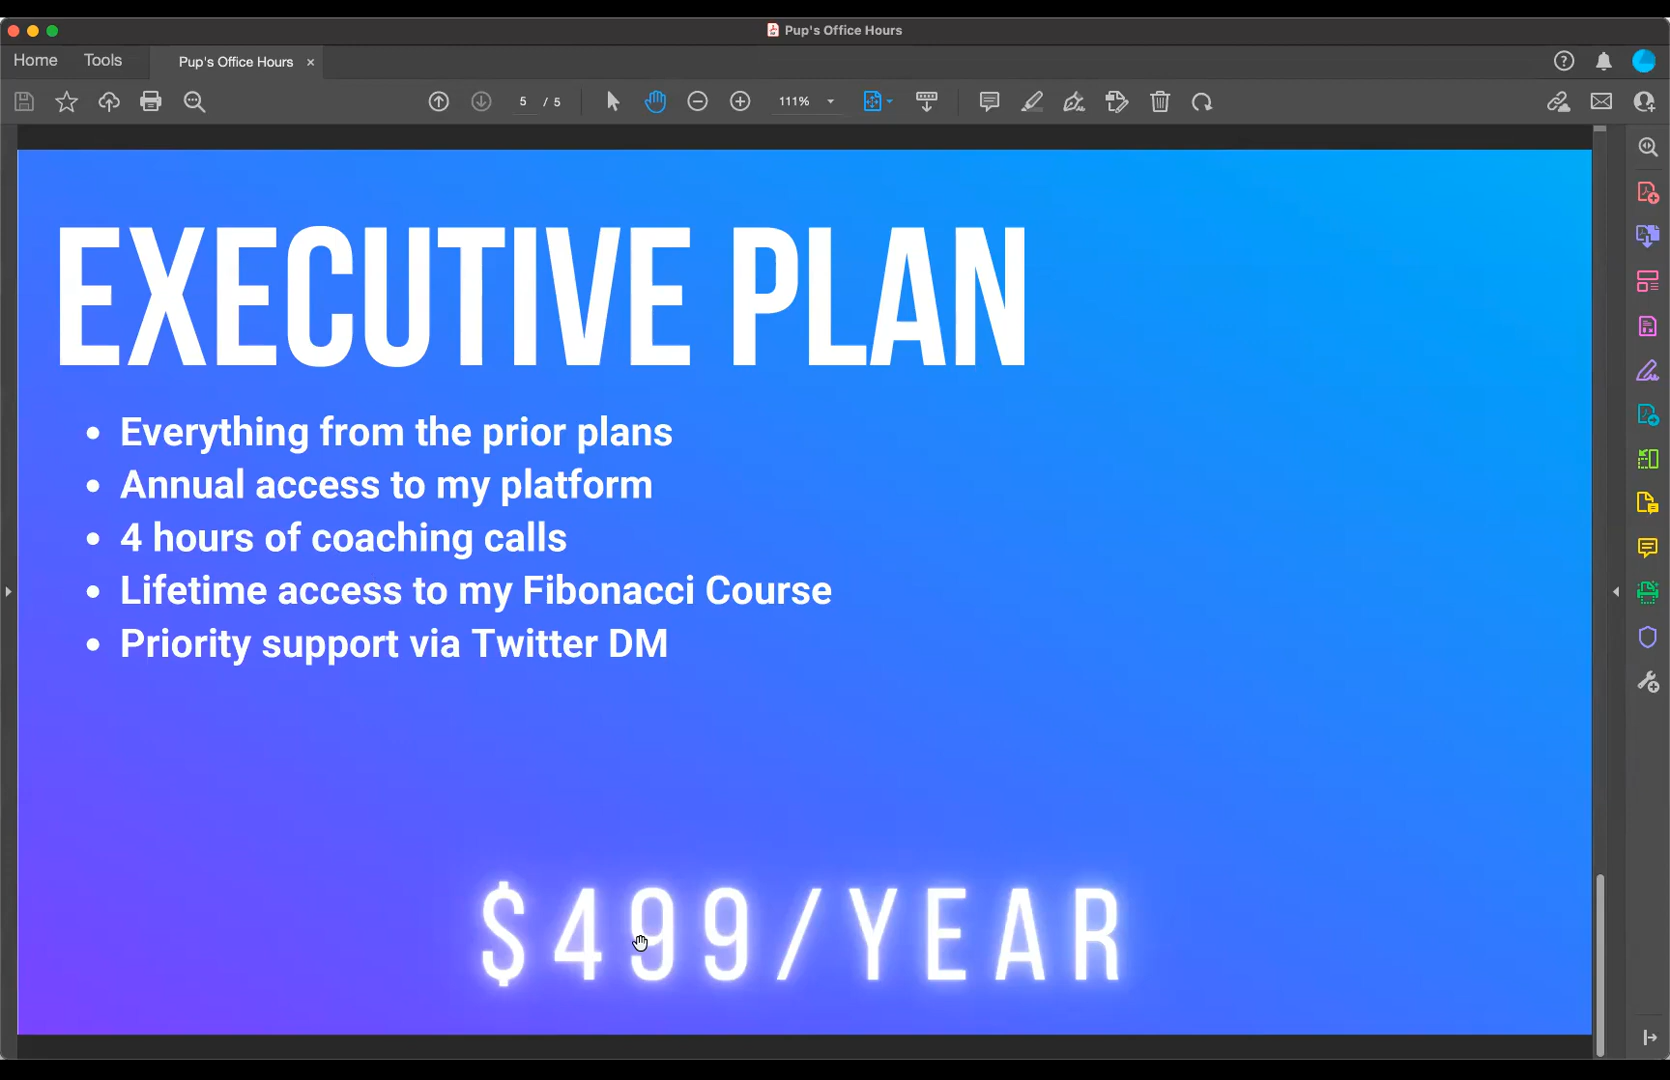 Pup's Office Hours
Home Tools Pup's Office Hours ×
5 / 5 111%
EXECUTIVE PLAN
• Everything from the prior plans
• Annual access to my platform
• 4 hours of coaching calls
• Lifetime access to my Fibonacci Course
• Priority support via Twitter DM
$499/YEAR